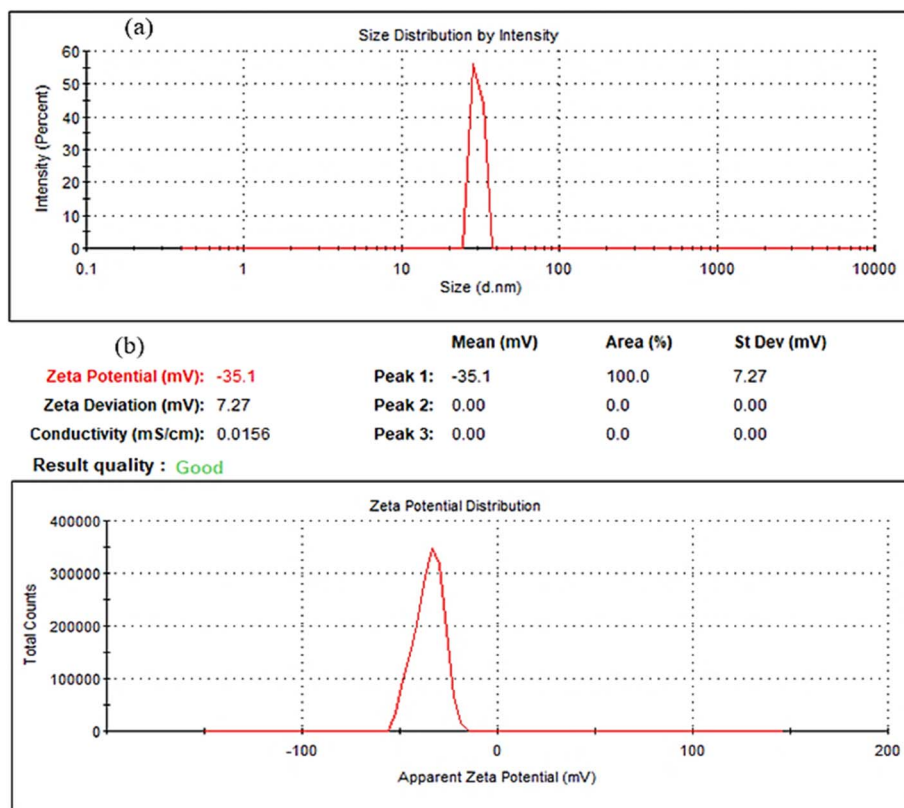 (a)
Size Distribution by Intensity
Intensity (Percent)
60
50
40
30
20
10
0
0.1 1 10 100 1000 10000
Size (d.nm)
(b)
Mean (mV) Area (%) St Dev (mV)
Zeta Potential (mV): -35.1 Peak 1: -35.1 100.0 7.27
Zeta Deviation (mV): 7.27 Peak 2: 0.00 0.0 0.00
Conductivity (mS/cm): 0.0156 Peak 3: 0.00 0.0 0.00
Result quality : Good
Zeta Potential Distribution
Total Counts
400000
300000
200000
100000
0
-100 0 100 200
Apparent Zeta Potential (mV)